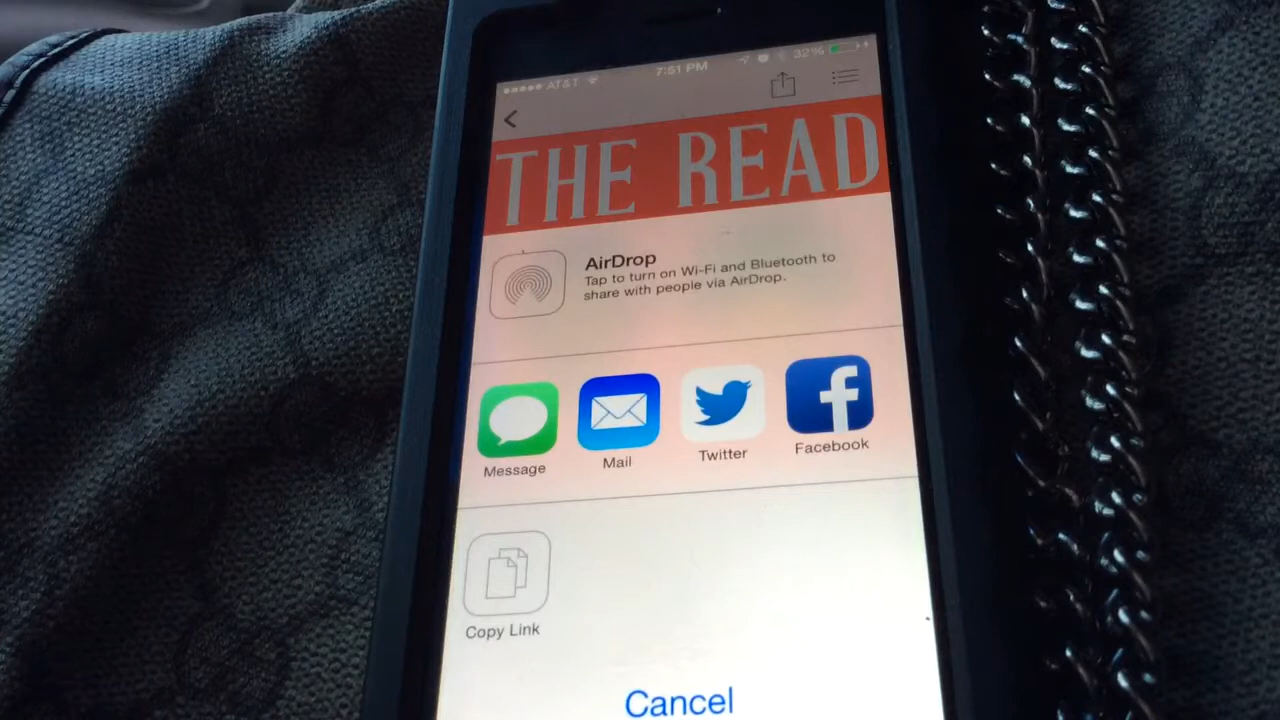 AT&T 7:51 PM 32%
THE READ
AirDrop
Tap to turn on Wi-Fi and Bluetooth to
share with people via AirDrop.
Message Mail Twitter Facebook
Copy Link
Cancel